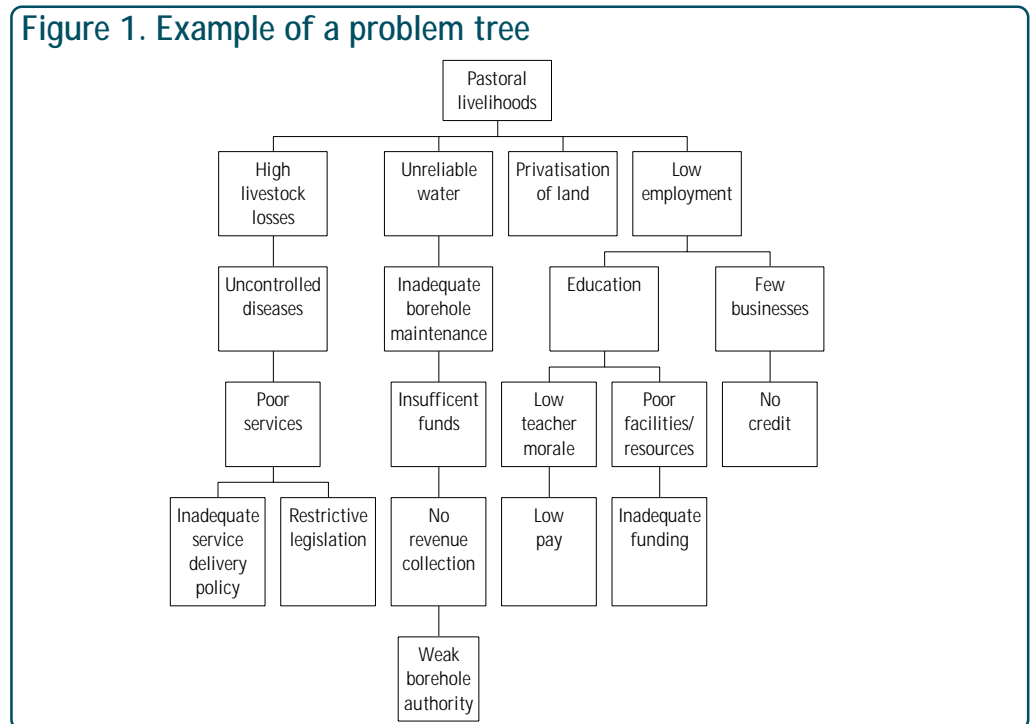 Figure 1. Example of a problem tree
Pastoral
livelihoods
High
livestock
losses
Unreliable
water
Privatisation
of land
Low
employment
Uncontrolled
diseases
Inadequate
borehole
maintenance
Education
Few
businesses
Poor
services
Insufficent
funds
Low
teacher
morale
Poor
facilities/
resources
No
credit
Inadequate
service
delivery
policy
Restrictive
legislation
No
revenue
collection
Low
pay
Inadequate
funding
Weak
borehole
authority